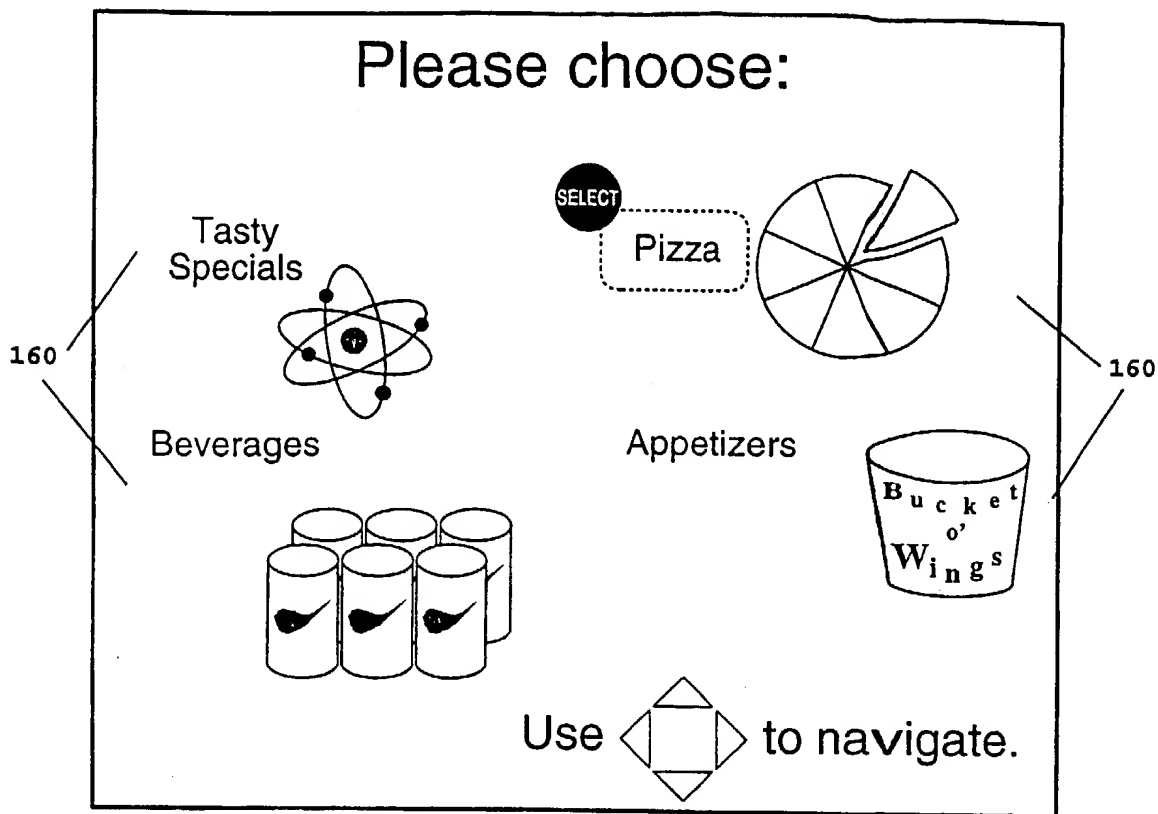 Please choose:
SELECT
Tasty
Specials
Pizza
160
160
Beverages
Appetizers
Bucket
o'
Wings
Use
to navigate.